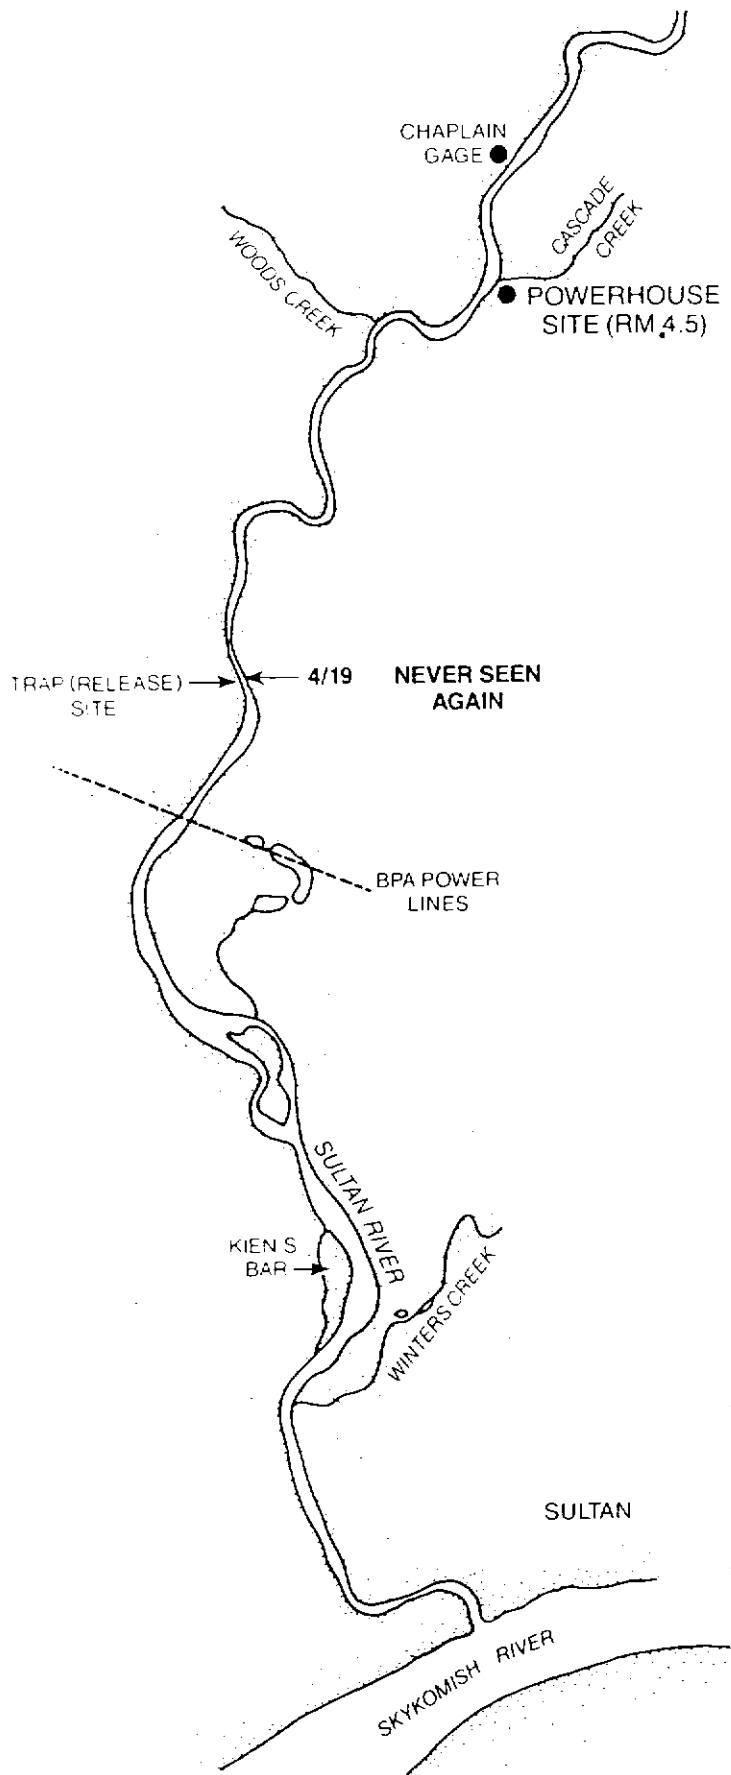 CHAPLAIN
GAGE
CASCADE
CREEK
WOODS CREEK
POWERHOUSE
SITE (RM 4.5)
TRAP (RELEASE)
SITE
4/19 NEVER SEEN
AGAIN
BPA POWER
LINES
SULTAN RIVER
KIEN S
BAR
WINTERS CREEK
SULTAN
SKYKOMISH RIVER